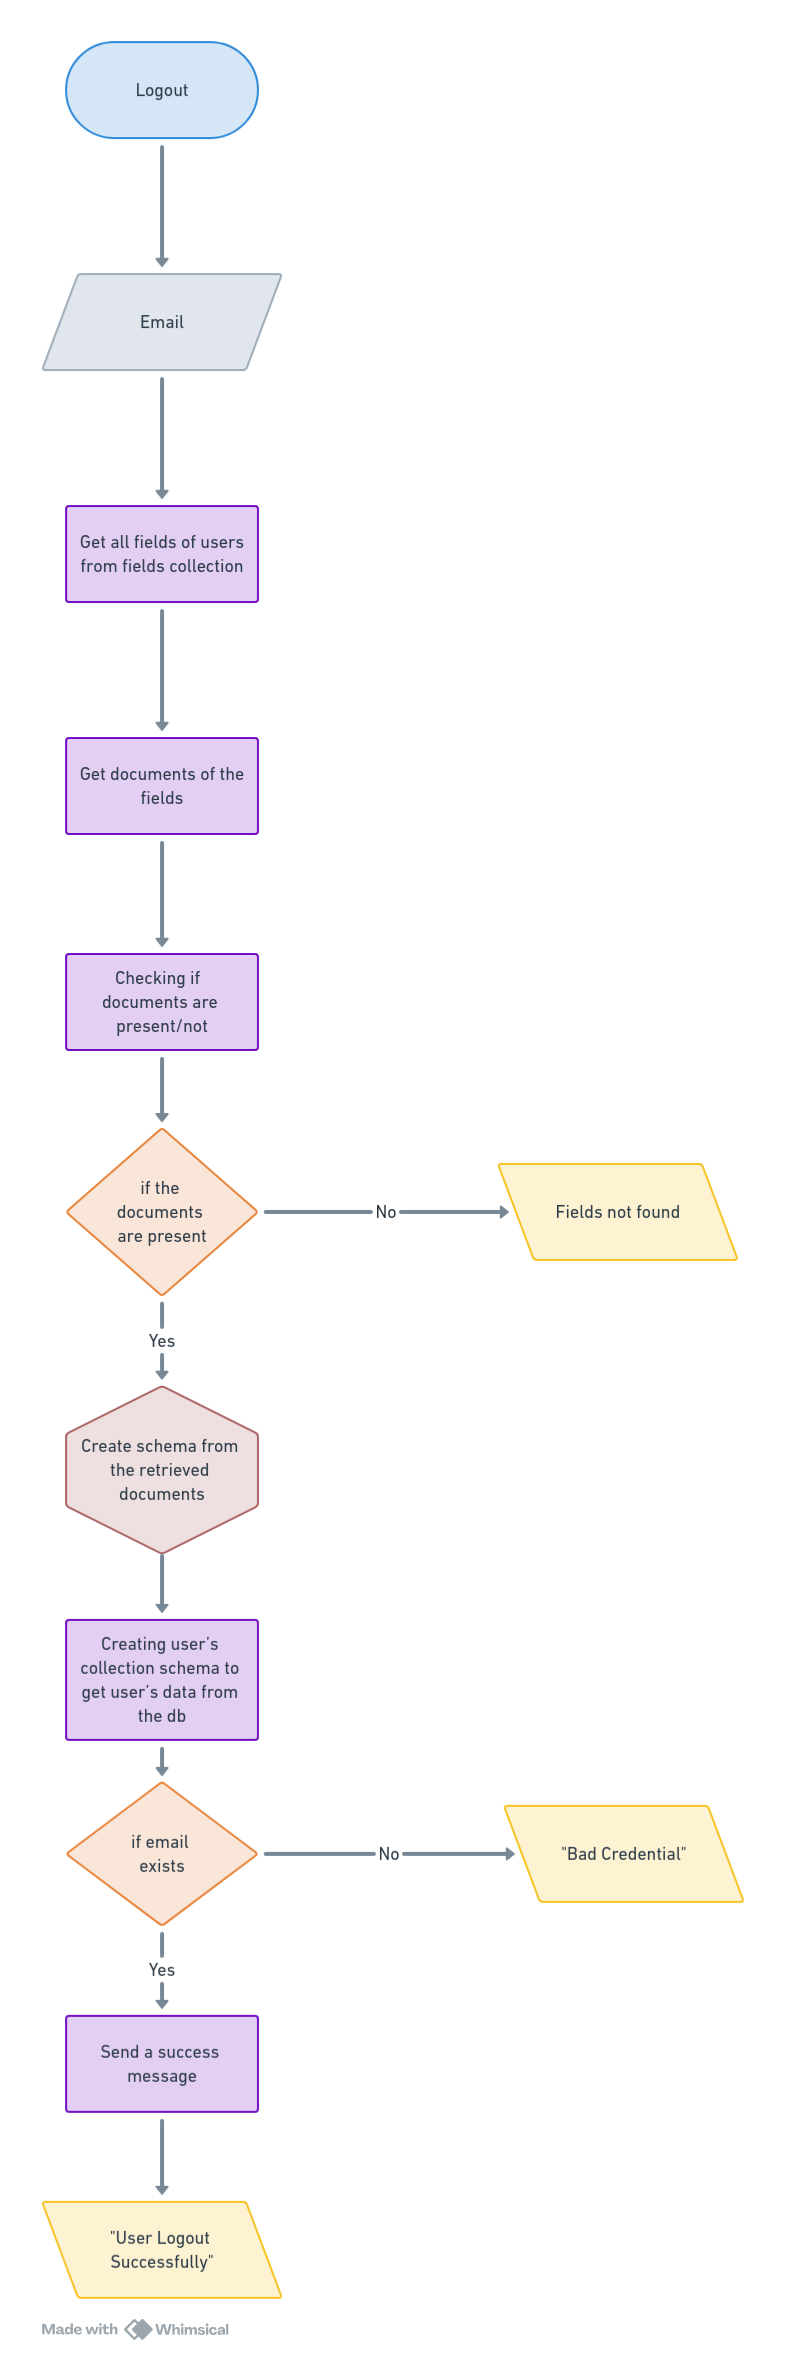 Logout
Email
Get all fields of users
from fields collection
Get documents of the
fields
Checking if
documents are
present/not
if the
documents
are present
No
Fields not found
Yes
Create schema from
the retrieved
documents
Creating user’s
collection schema to
get user’s data from
the db
if email
exists
No
"Bad Credential"
Yes
Send a success
message
"User Logout
Successfully"
Made with Whimsical